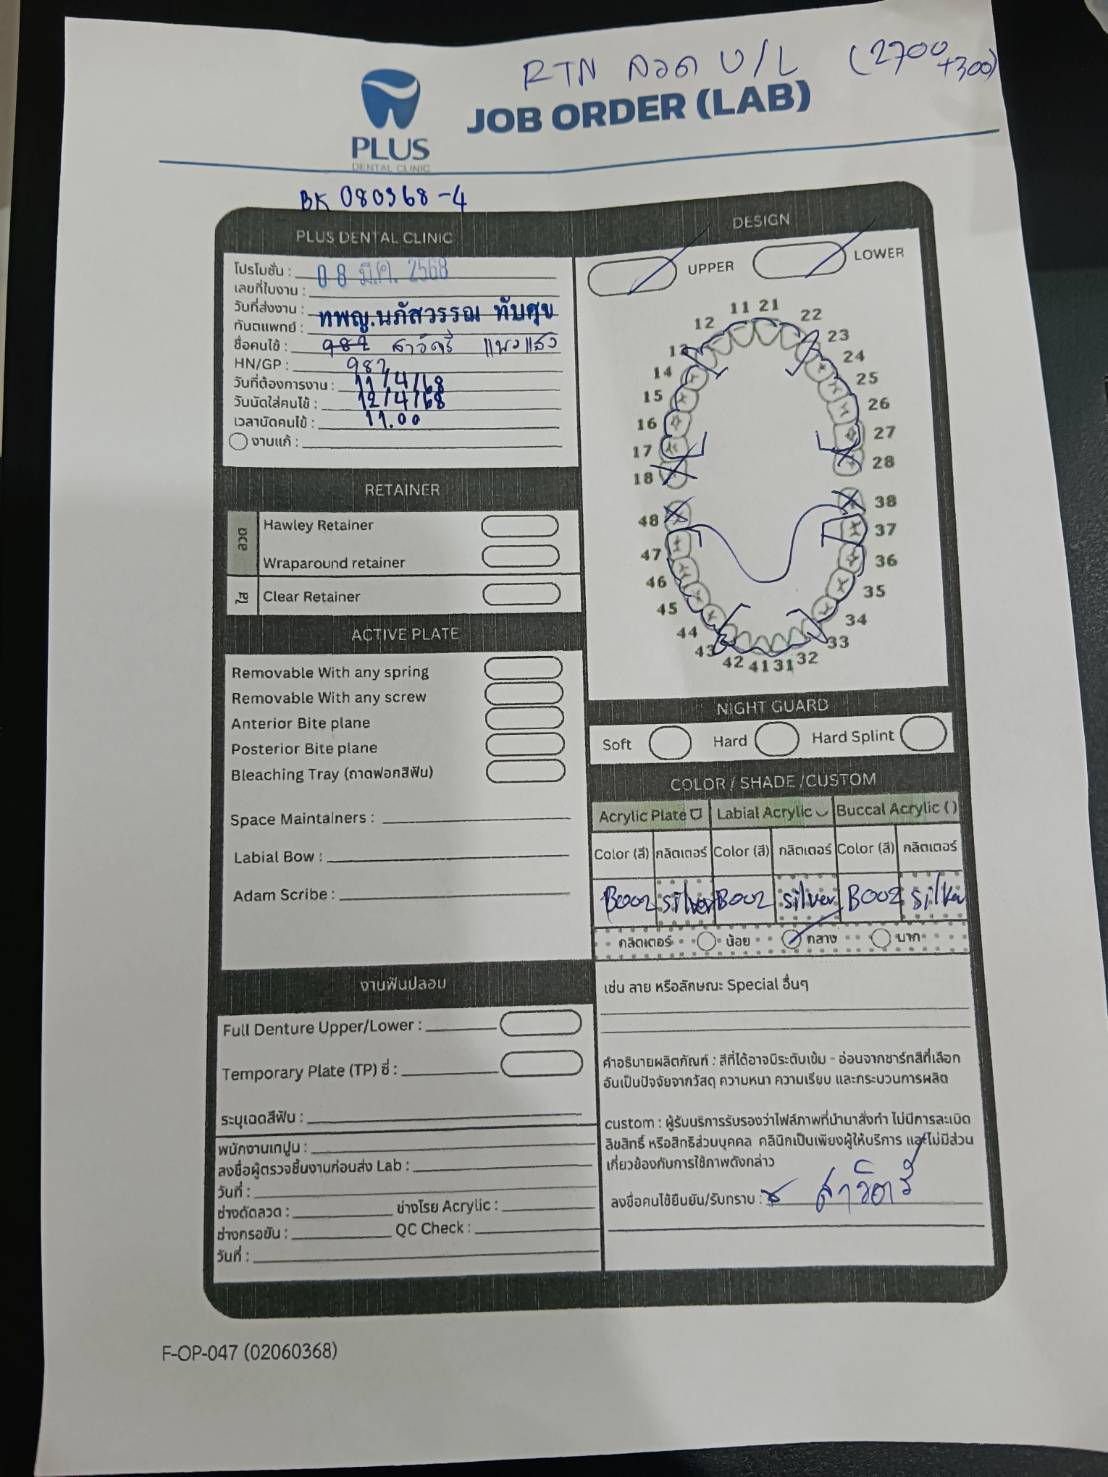 RTN ลวด U/L (2700+300)
PLUS
DENTAL CLINIC
JOB ORDER (LAB)
BK 080368-4
PLUS DENTAL CLINIC
โปรโมชั่น :
08 มี.ค. 2568
เลขที่ใบงาน :
วันที่ส่งงาน :
ทันตแพทย์ : ทพญ.นภัสวรรณ ทับศุข
ชื่อคนไข้ : 982 สาวิตรี
HN/GP : 982
วันที่ต้องการงาน : 11/4/68
วันนัดใส่คนไข้ : 12/4/68
เวลานัดคนไข้ : 11.00
งานแก้ :
RETAINER
ลวด
Hawley Retainer
Wraparound retainer
ใส
Clear Retainer
ACTIVE PLATE
Removable With any spring
Removable With any screw
Anterior Bite plane
Posterior Bite plane
Bleaching Tray (ถาดฟอกสีฟัน)
Space Maintainers :
Labial Bow :
Adam Scribe :
งานฟันปลอม
Full Denture Upper/Lower :
Temporary Plate (TP) ซี่ :
ระบุเฉดสีฟัน :
พนักงานเทปูน :
ลงชื่อผู้ตรวจชิ้นงานก่อนส่ง Lab :
วันที่ :
ช่างดัดลวด : ช่างโรย Acrylic :
ช่างกรอขัด : QC Check :
วันที่ :
DESIGN
UPPER LOWER
11 21
12 22
13 23
14 24
15 25
16 26
17 27
18 28
48 38
47 37
46 36
45 35
44 34
43 33
42 41 31 32
NIGHT GUARD
Soft Hard Hard Splint
COLOR / SHADE /CUSTOM
Acrylic Plate Labial Acrylic Buccal Acrylic ( )
Color (สี) กลิตเตอร์ Color (สี) กลิตเตอร์ Color (สี) กลิตเตอร์
B002 silver B002 silver B002 silver
กลิตเตอร์ น้อย กลาง มาก
เช่น ลาย หรือลักษณะ Special อื่นๆ
คำอธิบายผลิตภัณฑ์ : สีที่ได้อาจมีระดับเข้ม - อ่อนจากชาร์ทสีที่เลือก
อันเป็นปัจจัยจากวัสดุ ความหนา ความเรียบ และกระบวนการผลิต
custom : ผู้รับบริการรับรองว่าไฟล์ภาพที่นำมาสั่งทำ ไม่มีการละเมิด
ลิขสิทธิ์ หรือสิทธิส่วนบุคคล คลินิกเป็นเพียงผู้ให้บริการ และไม่มีส่วน
เกี่ยวข้องกับการใช้ภาพดังกล่าว
ลงชื่อคนไข้ยืนยัน/รับทราบ : x สาวิตรี
F-OP-047 (02060368)